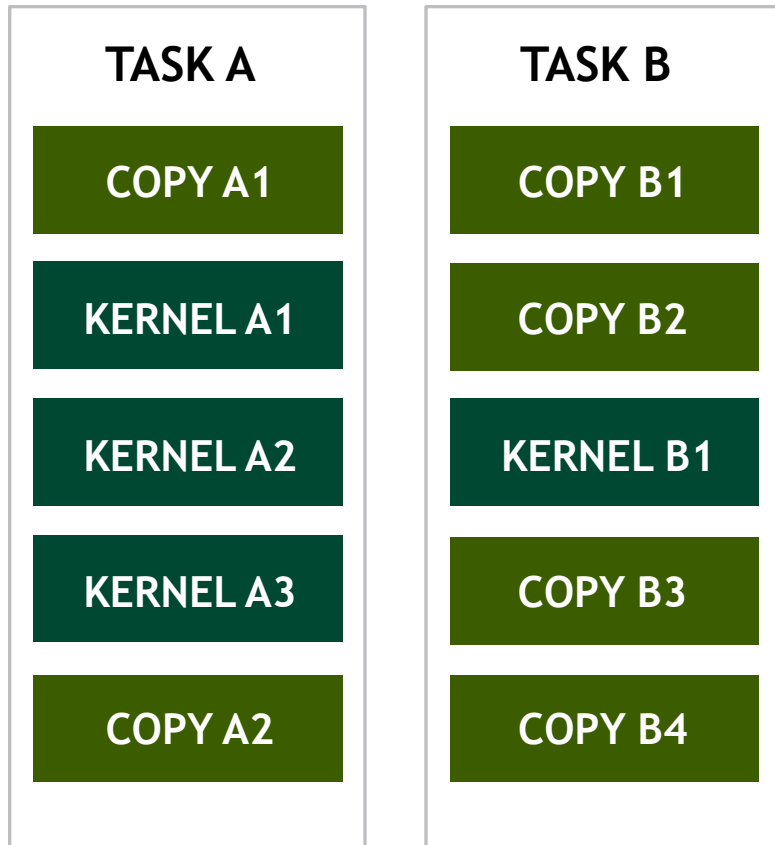 TASK A
COPY A1
KERNEL A1
KERNEL A2
KERNEL A3
COPY A2
TASK B
COPY B1
COPY B2
KERNEL B1
COPY B3
COPY B4